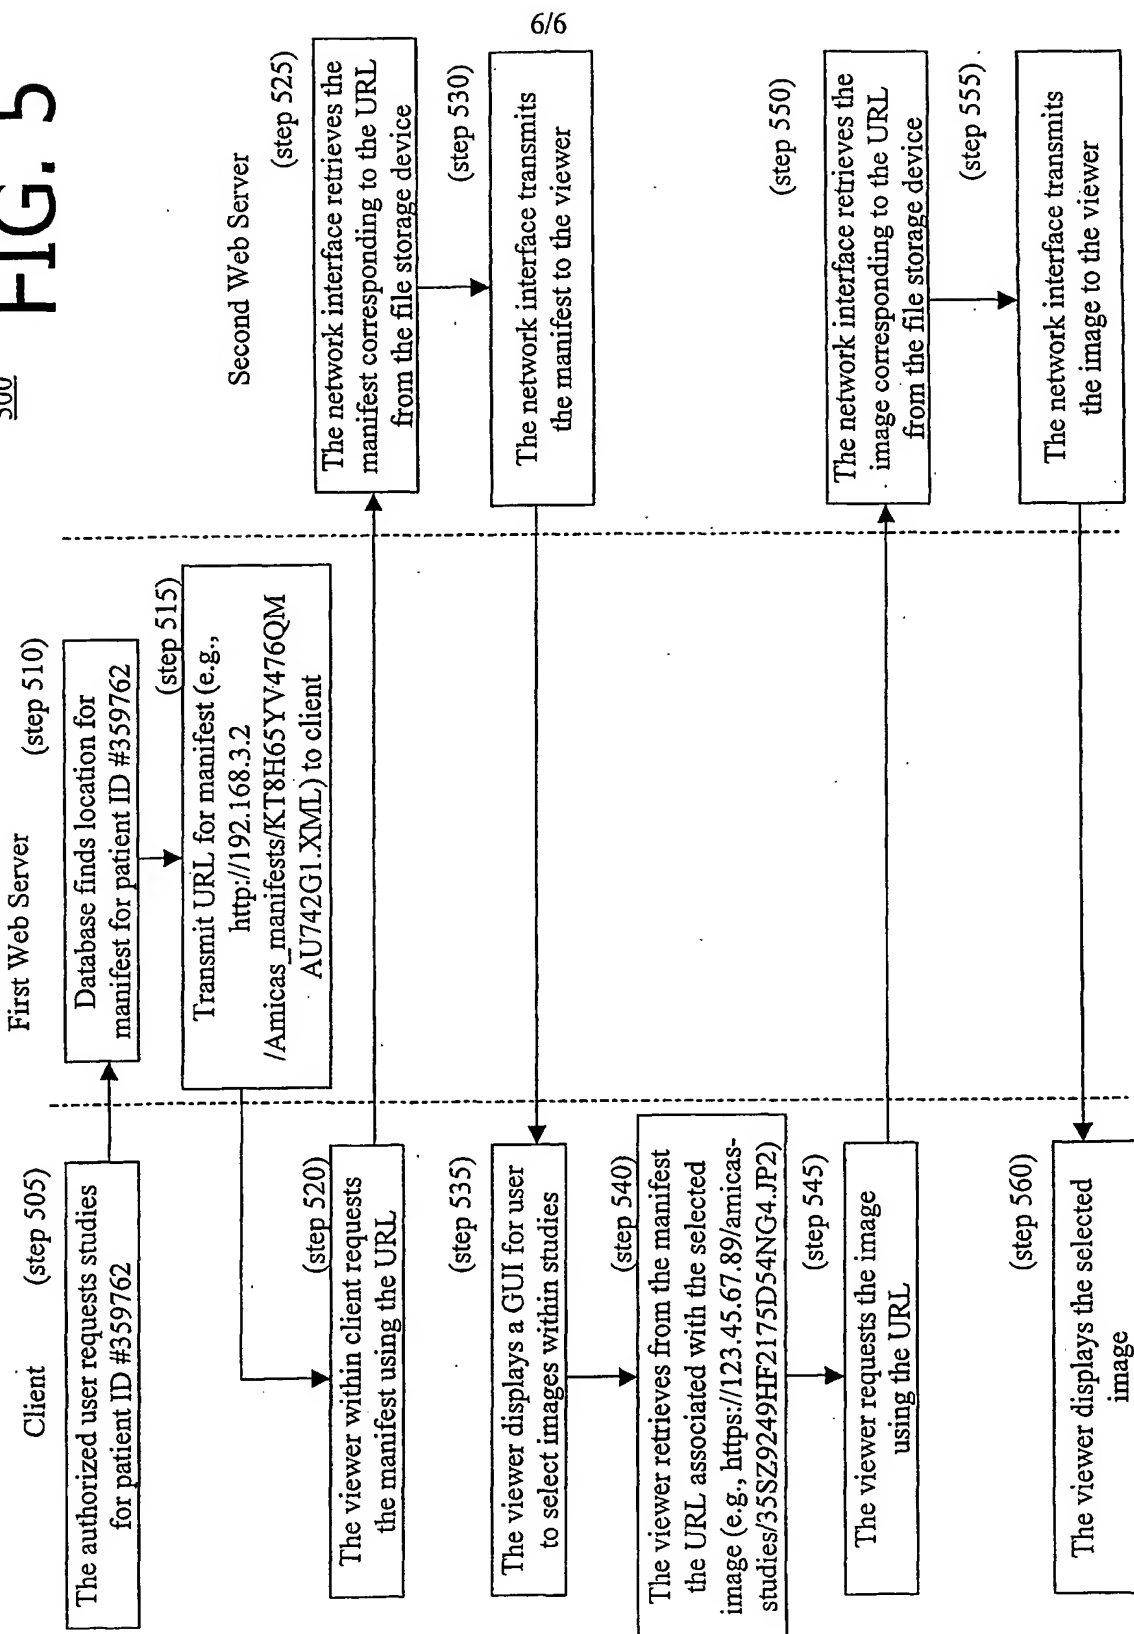 6/6
500
FIG. 5
Client
First Web Server
Second Web Server
(step 505)
The authorized user requests studies
for patient ID #359762
(step 510)
Database finds location for
manifest for patient ID #359762
(step 515)
Transmit URL for manifest (e.g.,
http://192.168.3.2
/Amicas_manifests/KT8H65YV476QM
AU742G1.XML) to client
(step 520)
The viewer within client requests
the manifest using the URL
(step 525)
The network interface retrieves the
manifest corresponding to the URL
from the file storage device
(step 530)
The network interface transmits
the manifest to the viewer
(step 535)
The viewer displays a GUI for user
to select images within studies
(step 540)
The viewer retrieves from the manifest
the URL associated with the selected
image (e.g., https://123.45.67.89/amicas-
studies/35SZ9249HF2175D54NG4.JP2)
(step 545)
The viewer requests the image
using the URL
(step 550)
The network interface retrieves the
image corresponding to the URL
from the file storage device
(step 555)
The network interface transmits
the image to the viewer
(step 560)
The viewer displays the selected
image